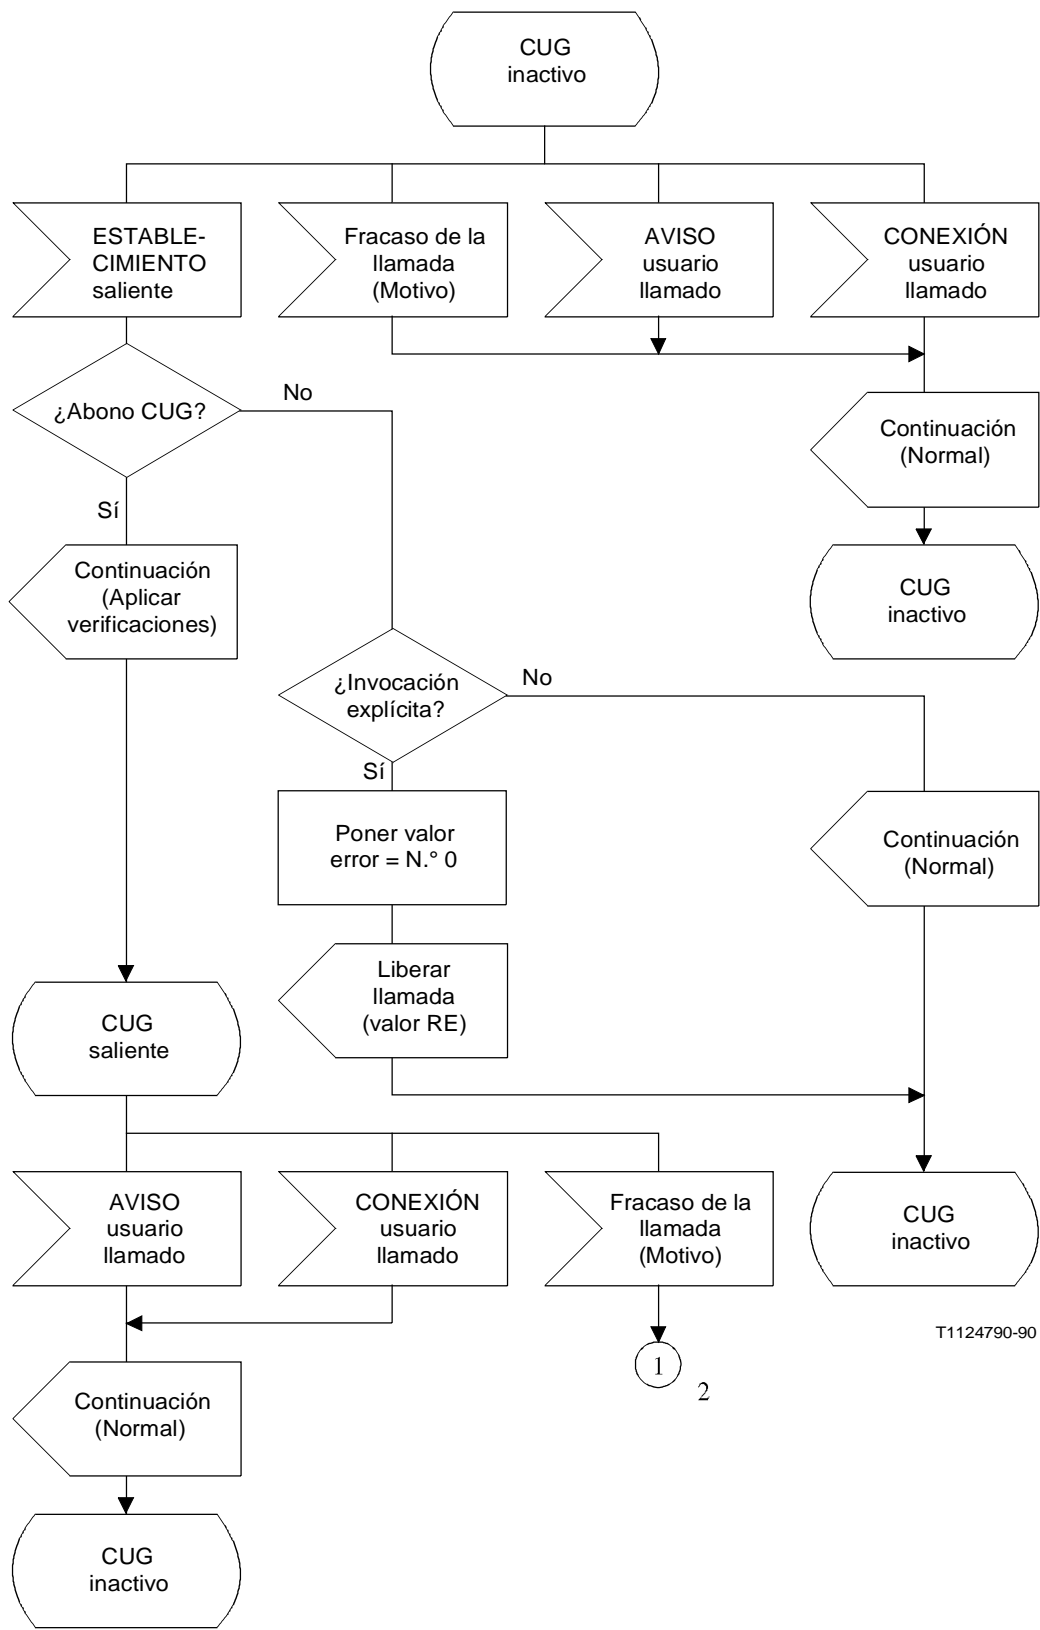 CUG
inactivo
ESTABLE-
CIMIENTO
saliente
Fracaso de la
llamada
(Motivo)
AVISO
usuario
llamado
CONEXIÓN
usuario
llamado
¿Abono CUG?
No
Sí
Continuación
(Normal)
Continuación
(Aplicar
verificaciones)
CUG
inactivo
¿Invocación
explícita?
No
Sí
Poner valor
error = N.° 0
Continuación
(Normal)
Liberar
llamada
(valor RE)
CUG
saliente
AVISO
usuario
llamado
CONEXIÓN
usuario
llamado
Fracaso de la
llamada
(Motivo)
CUG
inactivo
T1124790-90
1
2
Continuación
(Normal)
CUG
inactivo